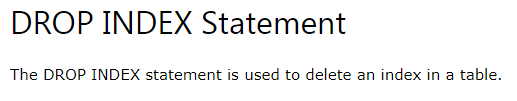 DROP INDEX Statement
The DROP INDEX statement is used to delete an index in a table.